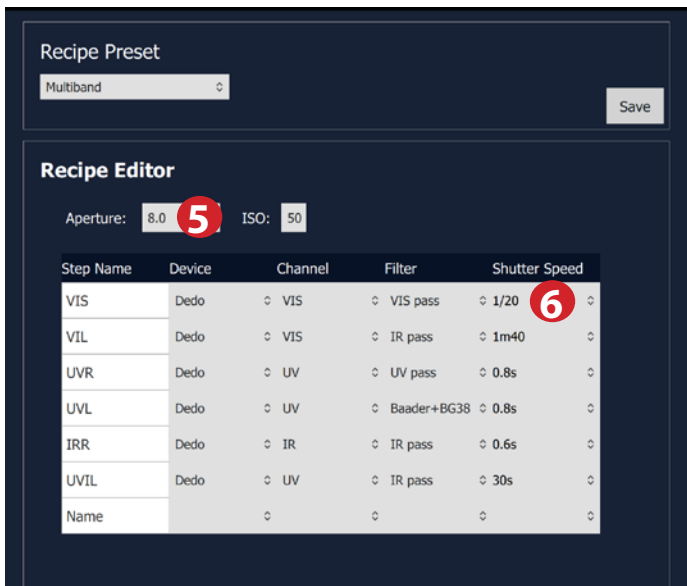 Recipe Preset
Multiband
Save
Recipe Editor
Aperture: 8.0 5 ISO: 50
Step Name Device Channel Filter Shutter Speed
VIS Dedo VIS VIS pass 1/20 6
VIL Dedo VIS IR pass 1m40
UVR Dedo UV UV pass 0.8s
UVL Dedo UV Baader+BG38 0.8s
IRR Dedo IR IR pass 0.6s
UVIL Dedo UV IR pass 30s
Name